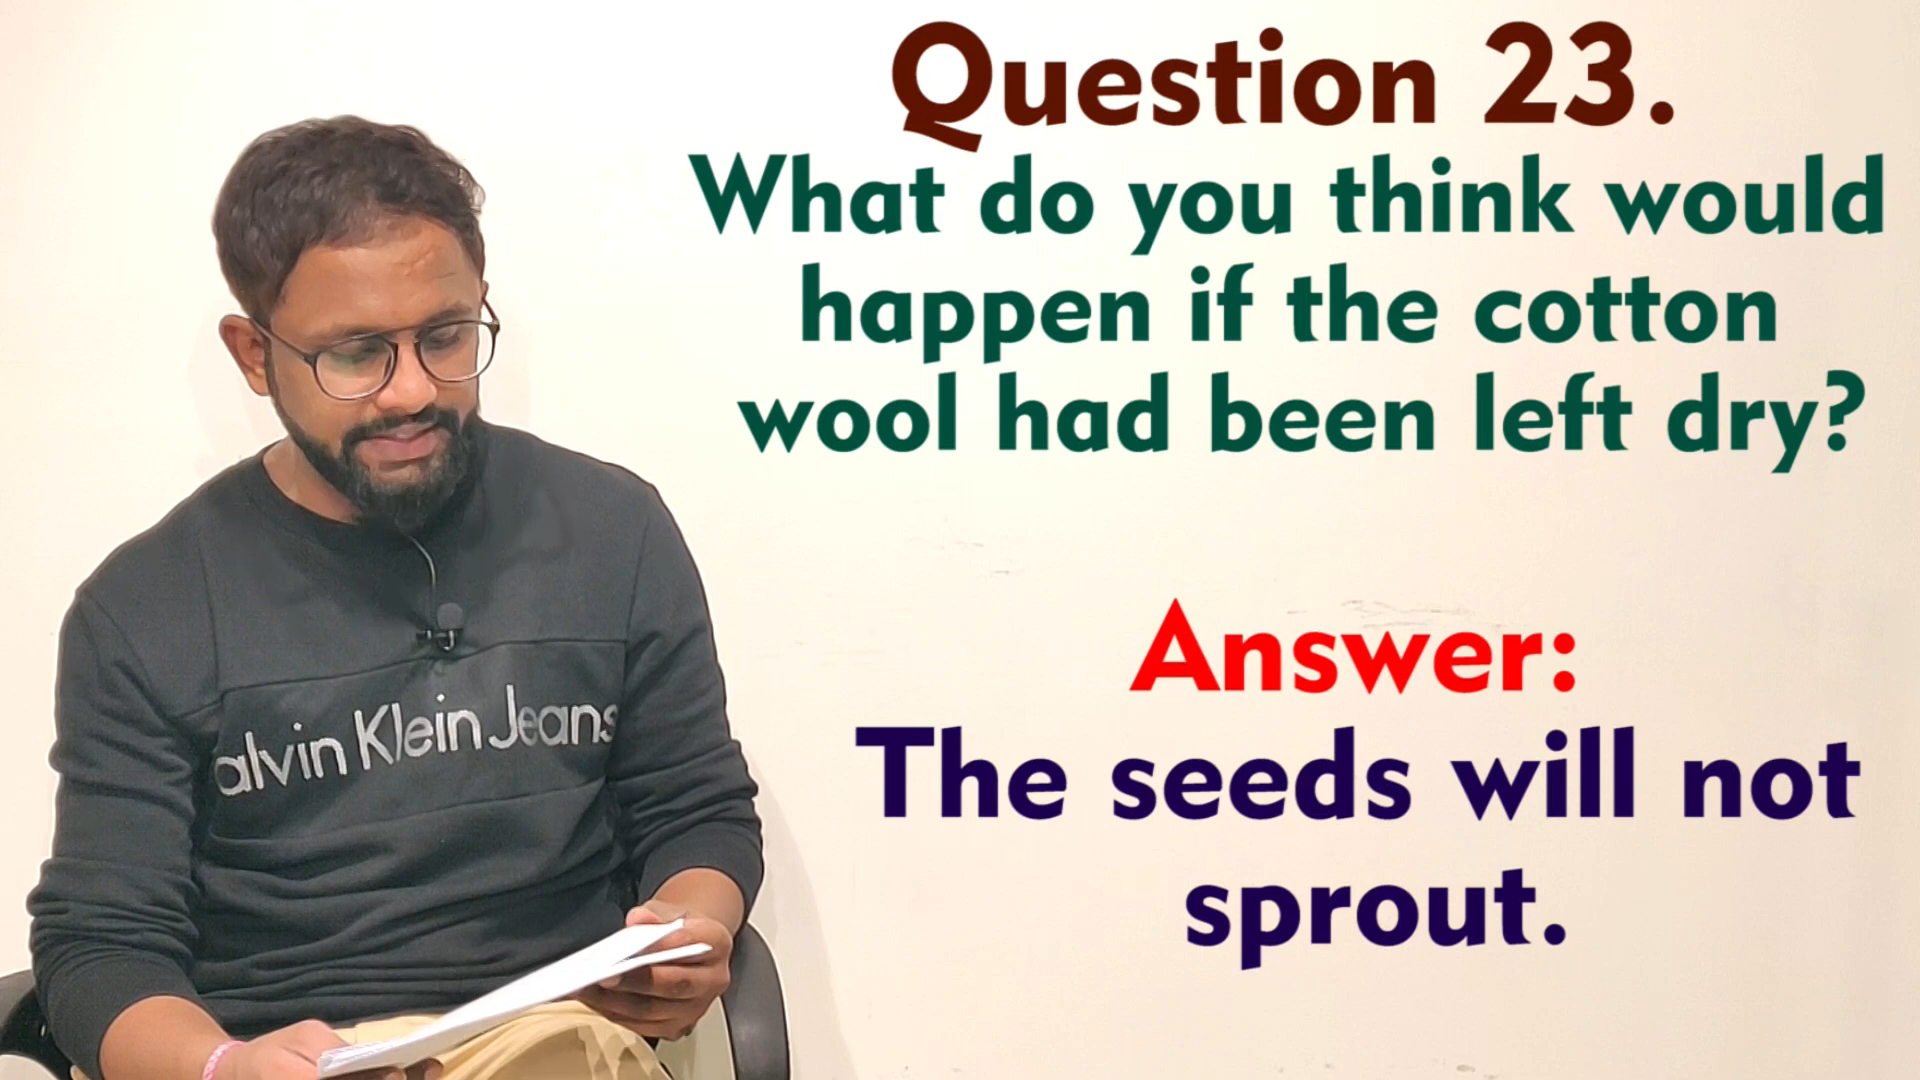 Question 23.
What do you think would
happen if the cotton
wool had been left dry?
Answer:
The seeds will not
sprout.
alvin Klein Jeans